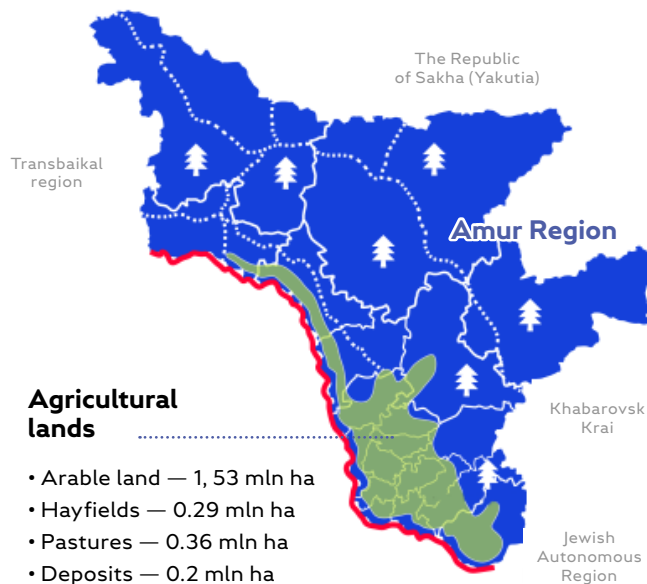 The Republic
of Sakha (Yakutia)
Transbaikal
region
Amur Region
Agricultural
lands
• Arable land — 1, 53 mln ha
• Hayfields — 0.29 mln ha
• Pastures — 0.36 mln ha
• Deposits — 0.2 mln ha
Khabarovsk
Krai
Jewish
Autonomous
Region